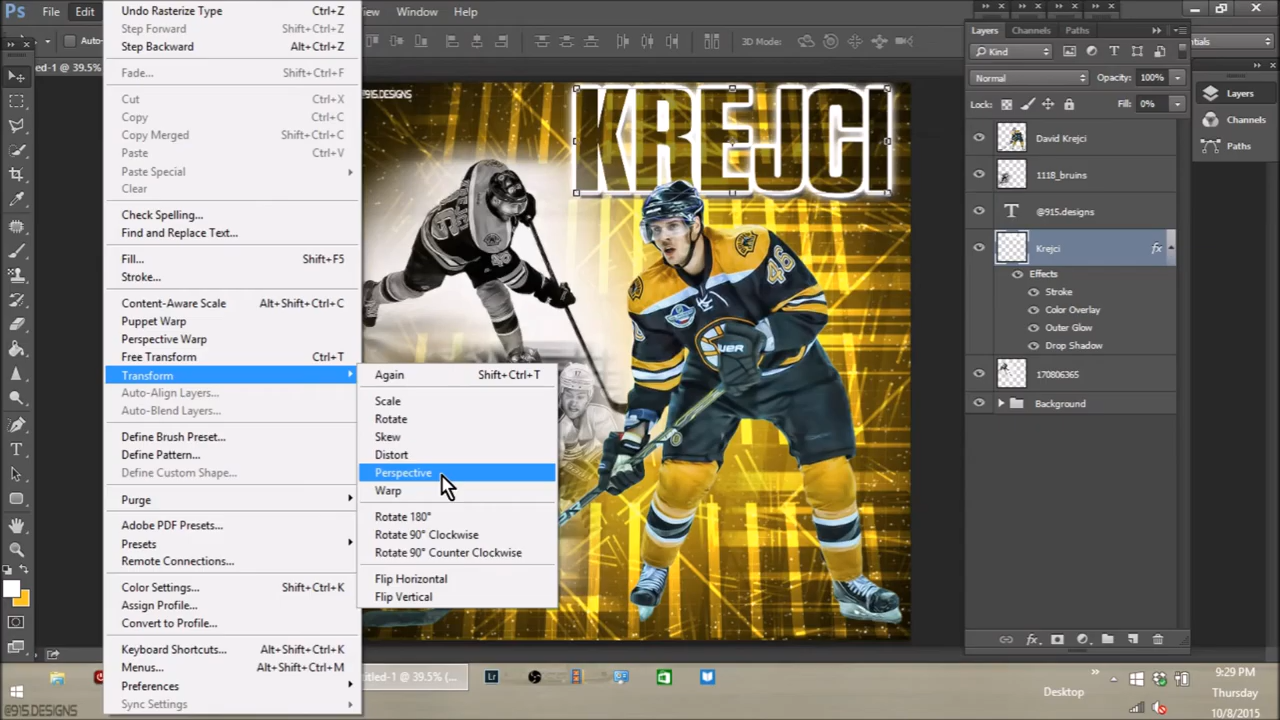 Ps File Edit View Window Help
Undo Rasterize Type Ctrl+Z
Step Forward Shift+Ctrl+Z
Step Backward Alt+Ctrl+Z
Fade... Shift+Ctrl+F
Cut Ctrl+X
Copy Ctrl+C
Copy Merged Shift+Ctrl+C
Paste Ctrl+V
Paste Special
Clear
Check Spelling...
Find and Replace Text...
Fill... Shift+F5
Stroke...
Content-Aware Scale Alt+Shift+Ctrl+C
Puppet Warp
Perspective Warp
Free Transform Ctrl+T
Transform
Auto-Align Layers...
Auto-Blend Layers...
Define Brush Preset...
Define Pattern...
Define Custom Shape...
Purge
Adobe PDF Presets...
Presets
Remote Connections...
Color Settings... Shift+Ctrl+K
Assign Profile...
Convert to Profile...
Keyboard Shortcuts... Alt+Shift+Ctrl+K
Menus... Alt+Shift+Ctrl+M
Preferences
Sync Settings
Again Shift+Ctrl+T
Scale
Rotate
Skew
Distort
Perspective
Warp
Rotate 180°
Rotate 90° Clockwise
Rotate 90° Counter Clockwise
Flip Horizontal
Flip Vertical
Auto-
3D Mode:
ed-1 @ 39.5%
@915.DESIGNS
KREJCI
46
BAUER
Layers Channels Paths
Kind
Normal Opacity: 100%
Lock: Fill: 0%
David Krejci
1118_bruins
T @915.designs
Krejci fx
Effects
Stroke
Color Overlay
Outer Glow
Drop Shadow
170806365
Background
fx
ntials
Layers
Channels
Paths
titled-1 @ 39.5% (...
Lr
Desktop
9:29 PM
Thursday
10/8/2015
@915.DESIGNS